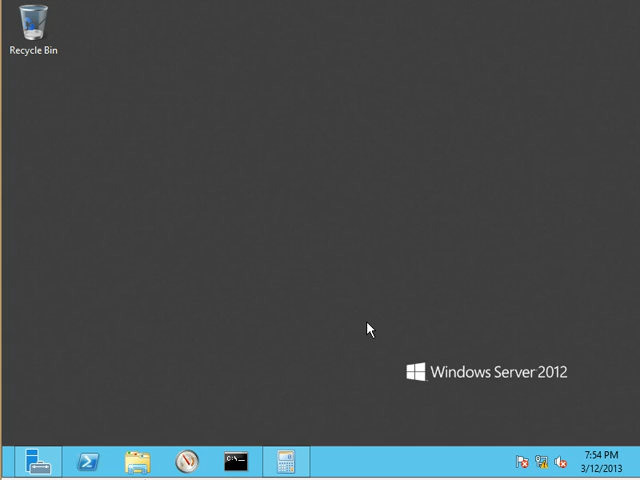 Recycle Bin
Windows Server 2012
C:\_
7:54 PM
3/12/2013